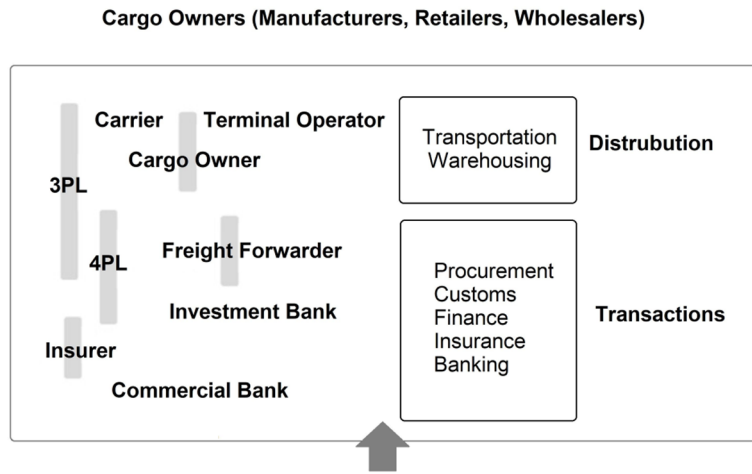 Cargo Owners (Manufacturers, Retailers, Wholesalers)
Carrier
Terminal Operator
Cargo Owner
3PL
4PL
Freight Forwarder
Investment Bank
Insurer
Commercial Bank
Transportation
Warehousing
Distrubution
Procurement
Customs
Finance
Insurance
Banking
Transactions